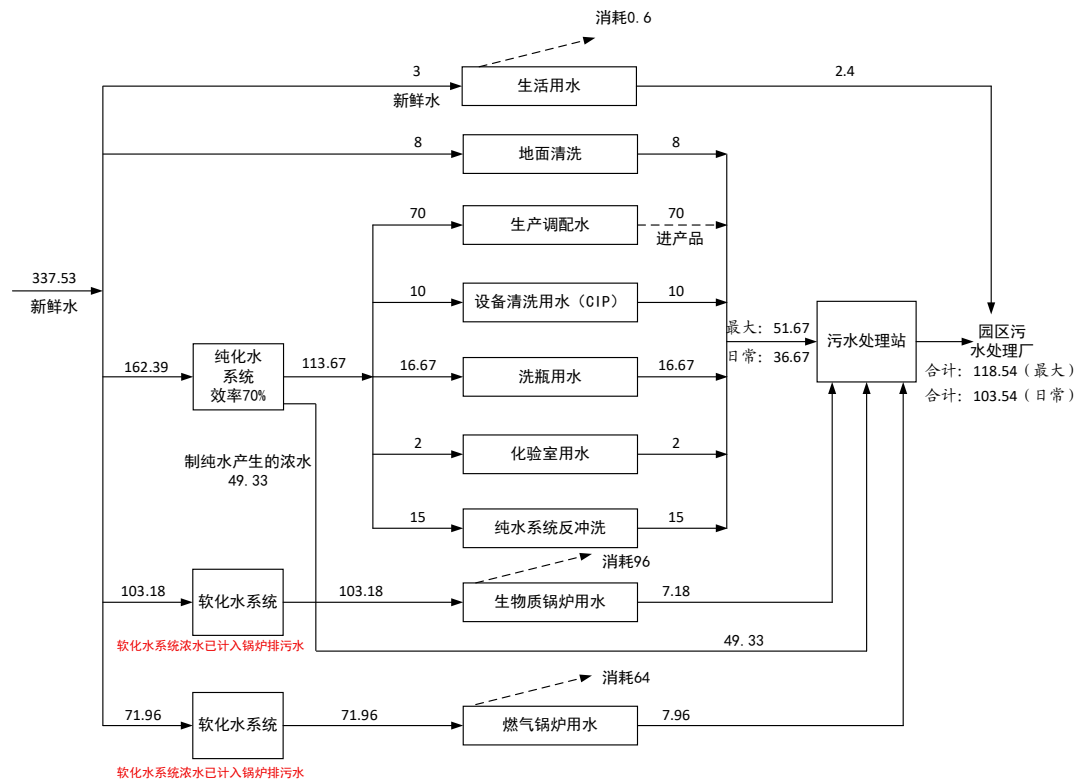 消耗0.6
3
新鲜水
生活用水
2.4
8
地面清洗
8
70
生产调配水
70
进产品
337.53
新鲜水
10
设备清洗用水（CIP）
10
最大：51.67
日常：36.67
污水处理站
园区污
水处理厂
合计：118.54（最大）
合计：103.54（日常）
162.39
纯化水
系统
效率70%
113.67
16.67
洗瓶用水
16.67
制纯水产生的浓水
49.33
2
化验室用水
2
15
纯水系统反冲洗
15
消耗96
103.18
软化水系统
103.18
生物质锅炉用水
7.18
软化水系统浓水已计入锅炉排污水
49.33
消耗64
71.96
软化水系统
71.96
燃气锅炉用水
7.96
软化水系统浓水已计入锅炉排污水